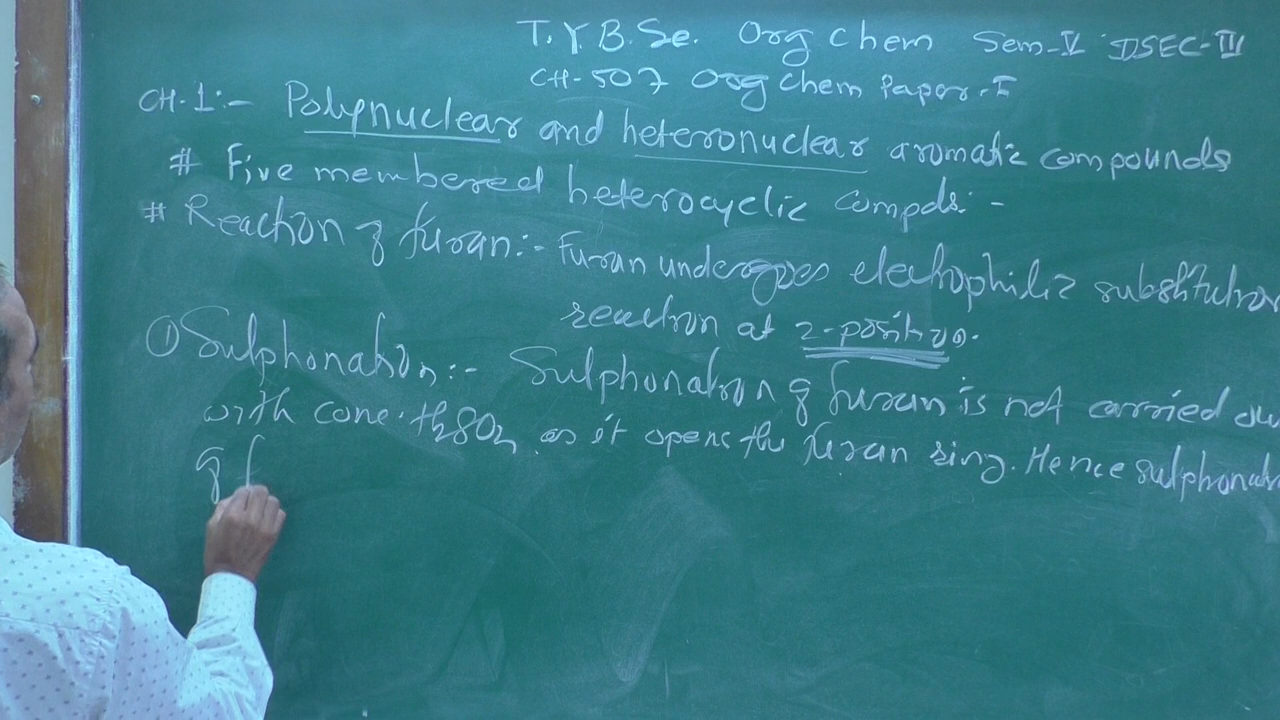 T.Y.B.Sc. Org Chem Sem-V DSEC-III
CH-507 Org Chem Paper-I
CH-1:- Polynuclear and heteronuclear aromatic compounds
# Five membered heterocyclic compds:-
# Reaction of furan:- Furan undergoes electrophilic substitution
reaction at 2-position.
① Sulphonation:- Sulphonation of furan is not carried ou
with conc. H2SO4 as it opens the furan ring. Hence sulphonati
of f